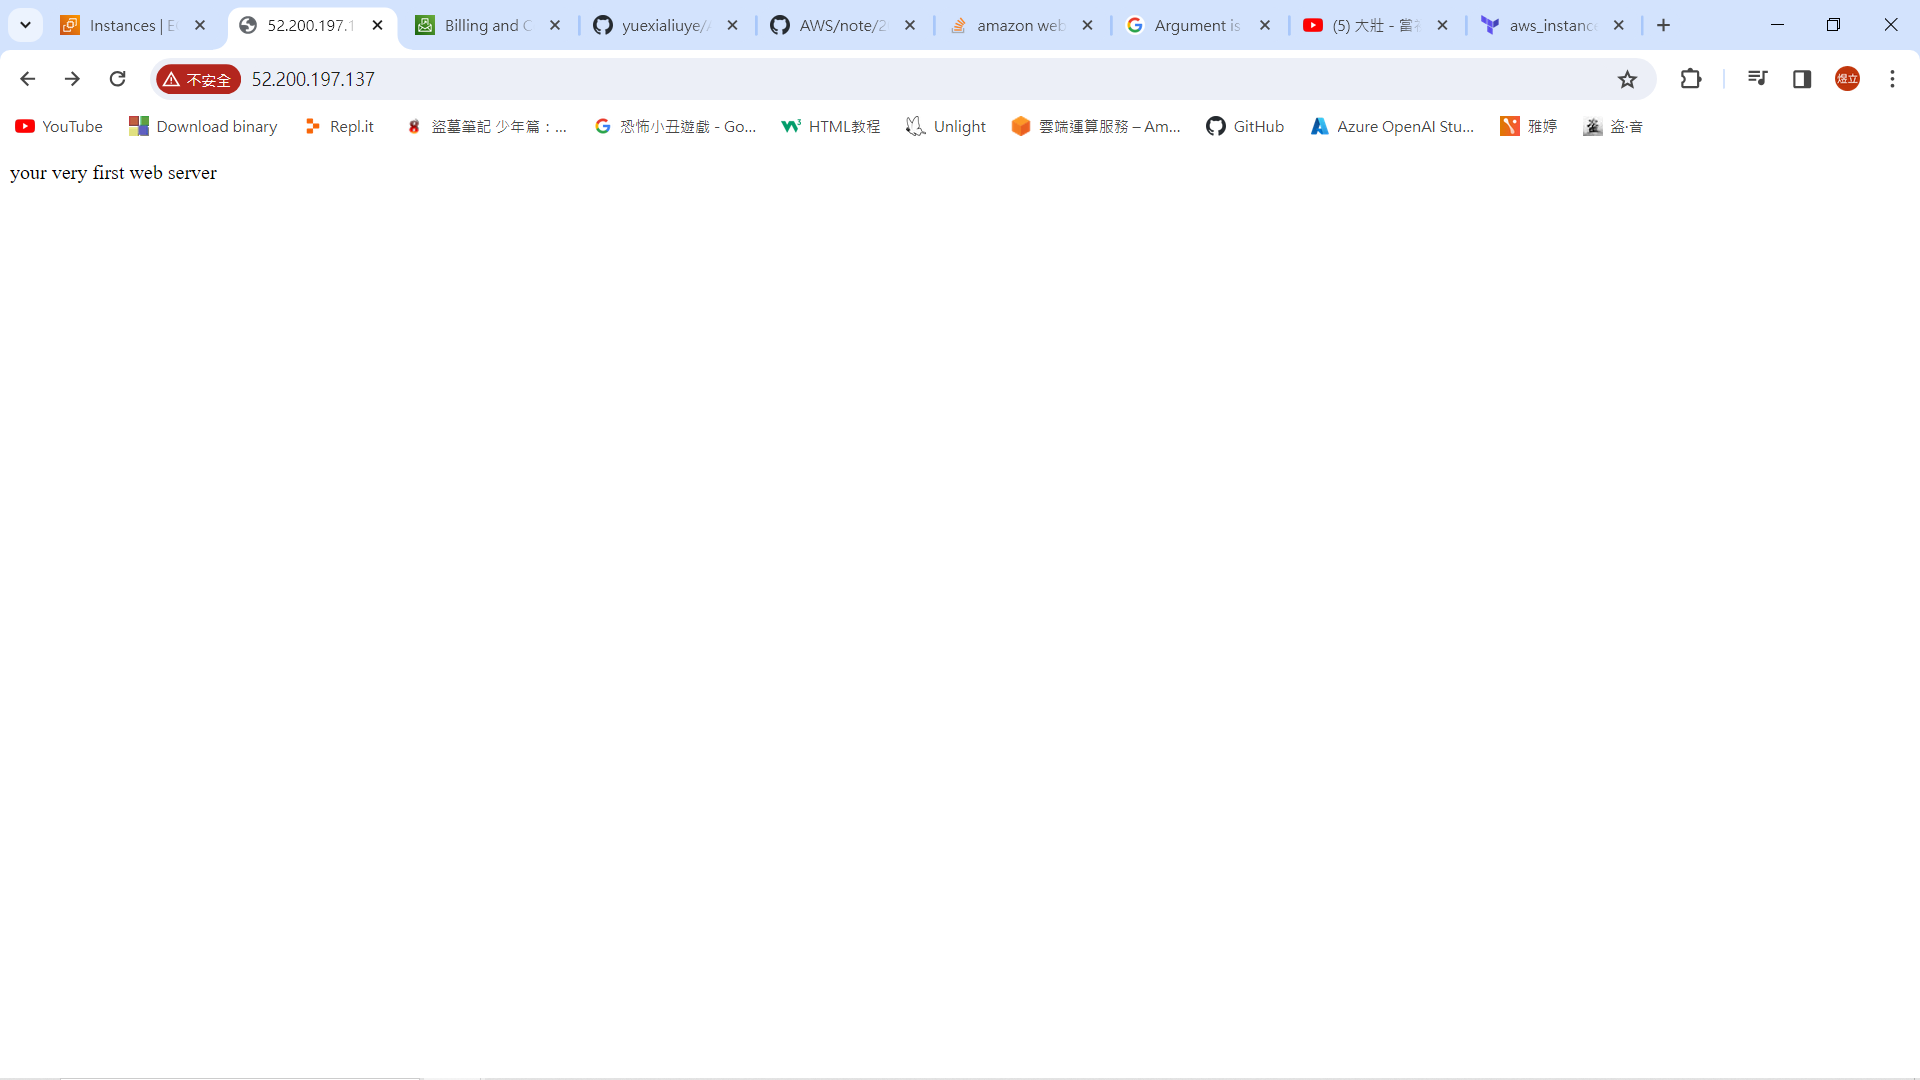 Instances | E
52.200.197.1
Billing and C
yuexialiuye/
AWS/note/2
amazon web
Argument is
(5) 大壯 - 當
aws_instanc
不安全
52.200.197.137
煜立
YouTube
Download binary
Repl.it
盜墓筆記 少年篇：...
恐怖小丑遊戲 - Go...
HTML教程
Unlight
雲端運算服務 – Am...
GitHub
Azure OpenAI Stu...
雅婷
盗·音
your very first web server